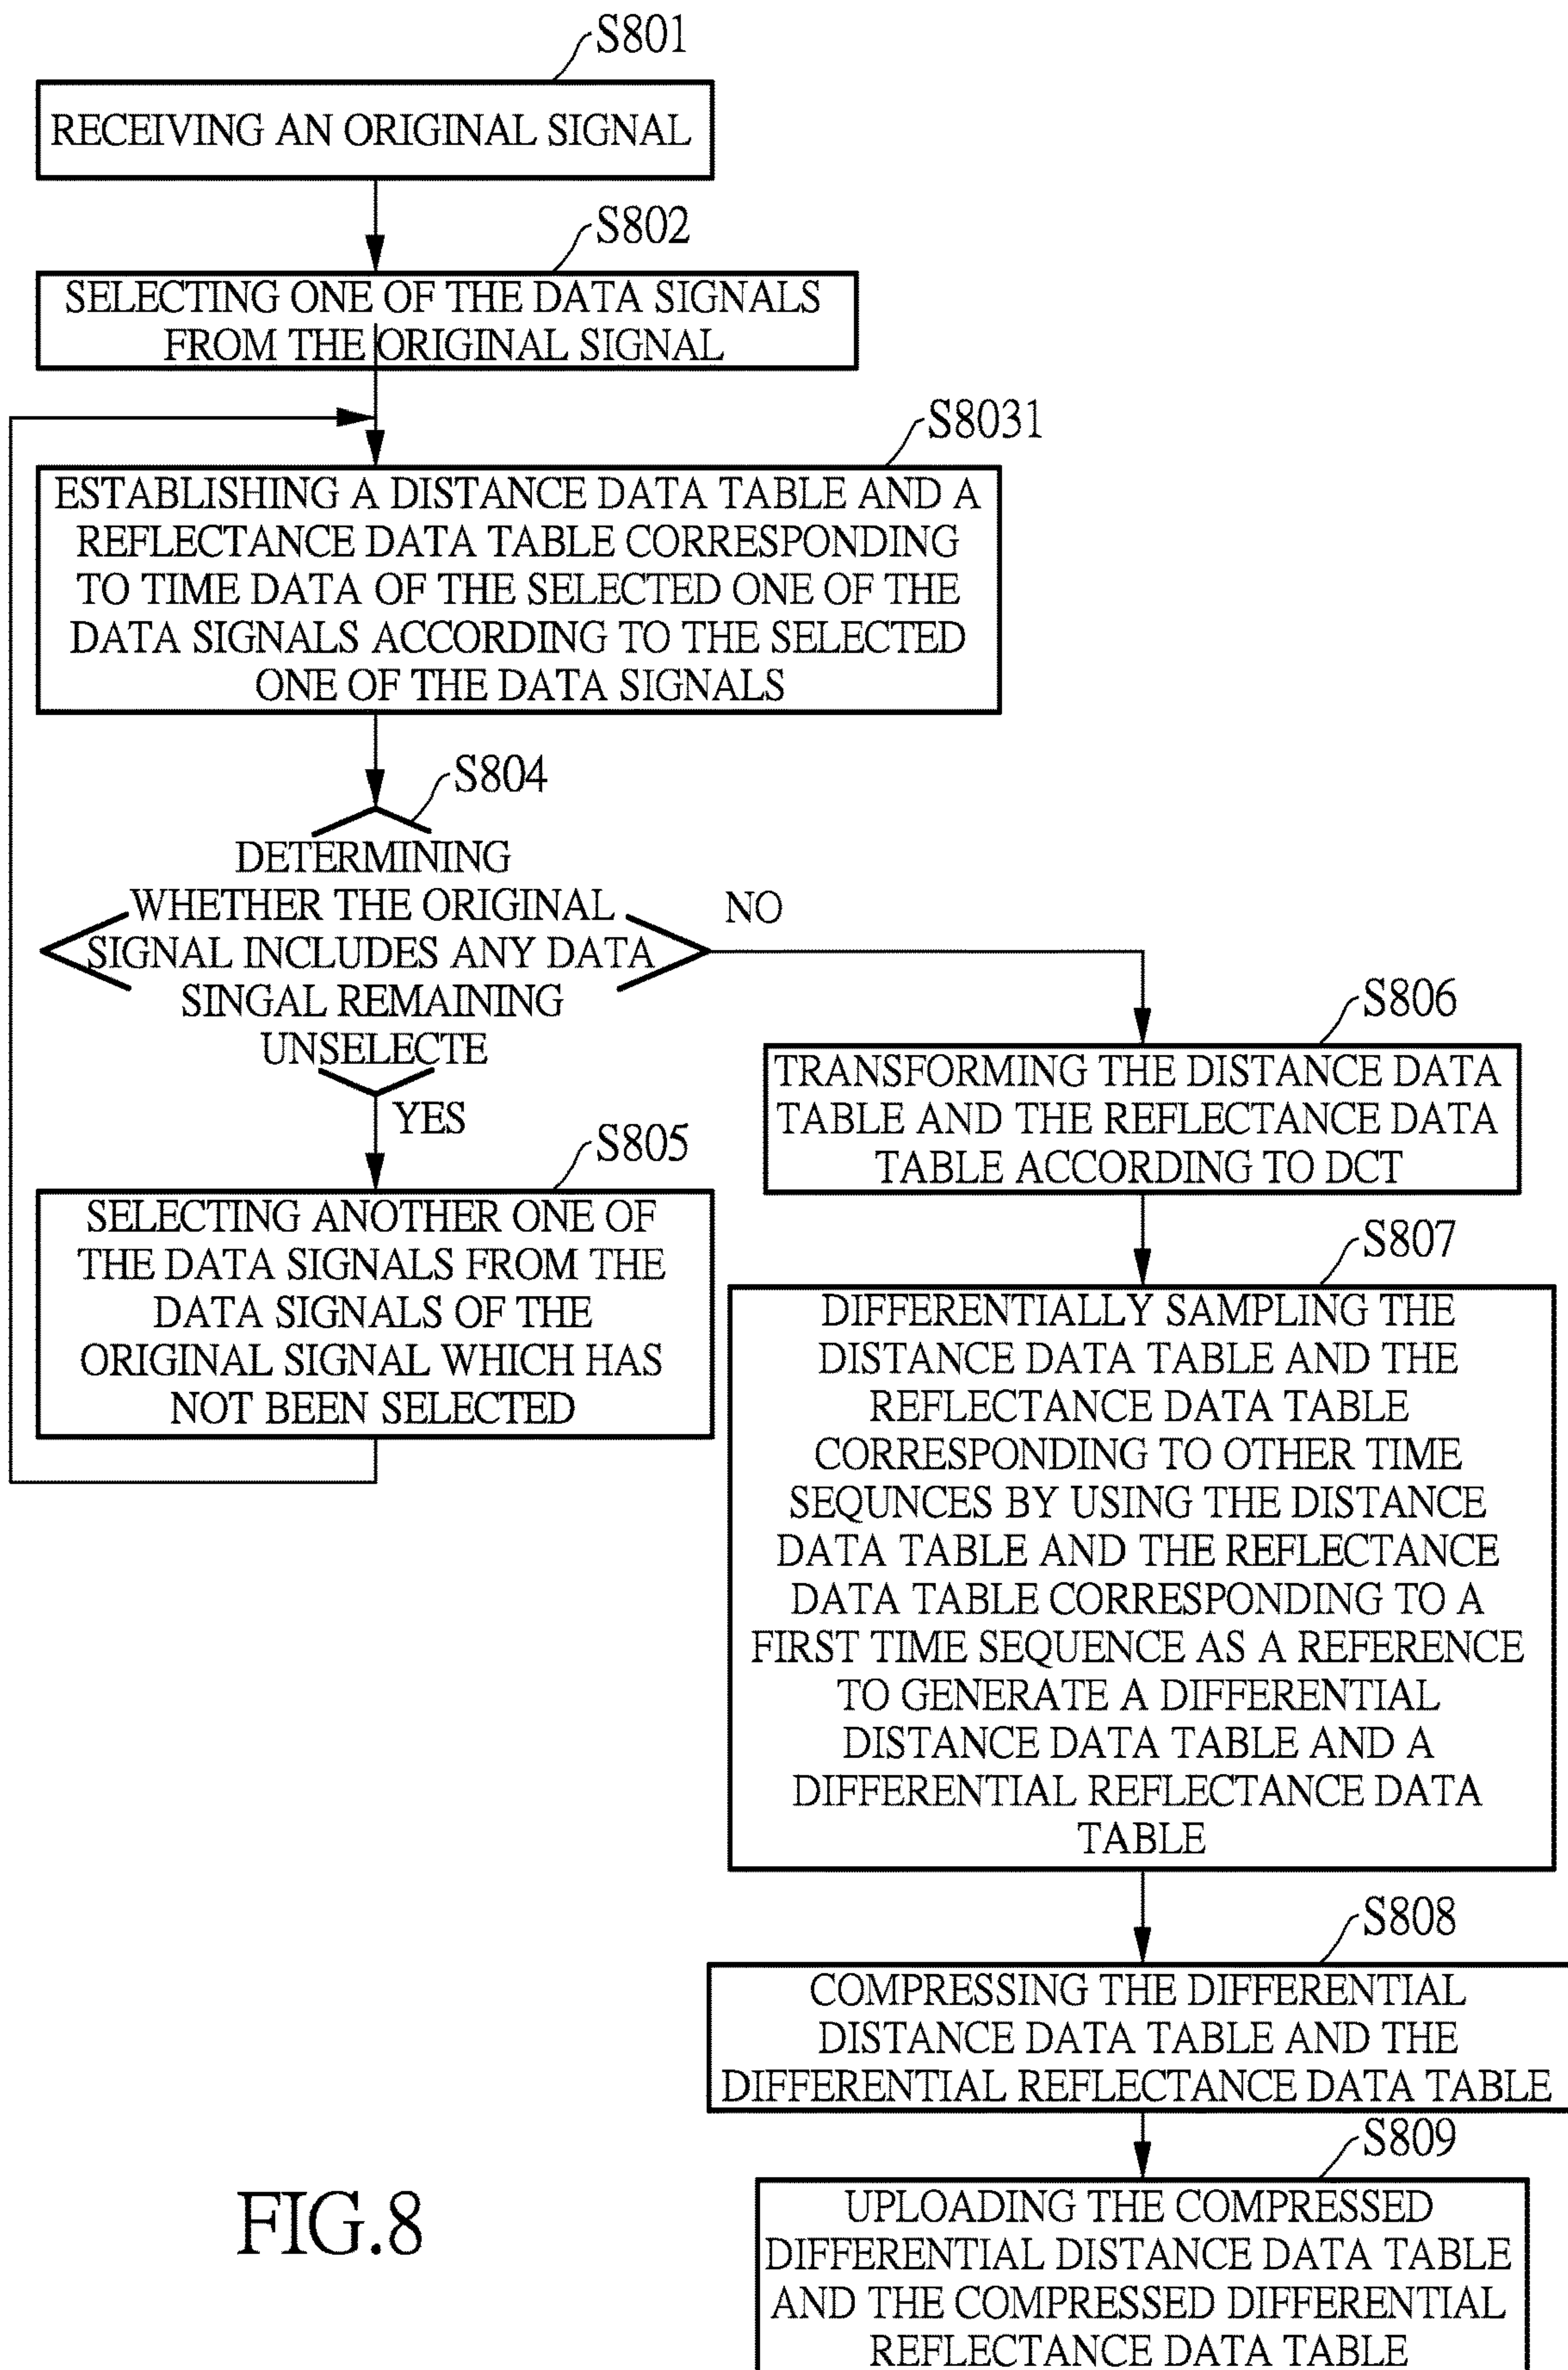 S801
RECEIVING AN ORIGINAL SIGNAL
S802
SELECTING ONE OF THE DATA SIGNALS
FROM THE ORIGINAL SIGNAL
S8031
ESTABLISHING A DISTANCE DATA TABLE AND A
REFLECTANCE DATA TABLE CORRESPONDING
TO TIME DATA OF THE SELECTED ONE OF THE
DATA SIGNALS ACCORDING TO THE SELECTED
ONE OF THE DATA SIGNALS
S804
DETERMINING
WHETHER THE ORIGINAL
SIGNAL INCLUDES ANY DATA
SINGAL REMAINING
UNSELECTE
NO
YES
S805
SELECTING ANOTHER ONE OF
THE DATA SIGNALS FROM THE
DATA SIGNALS OF THE
ORIGINAL SIGNAL WHICH HAS
NOT BEEN SELECTED
S806
TRANSFORMING THE DISTANCE DATA
TABLE AND THE REFLECTANCE DATA
TABLE ACCORDING TO DCT
S807
DIFFERENTIALLY SAMPLING THE
DISTANCE DATA TABLE AND THE
REFLECTANCE DATA TABLE
CORRESPONDING TO OTHER TIME
SEQUNCES BY USING THE DISTANCE
DATA TABLE AND THE REFLECTANCE
DATA TABLE CORRESPONDING TO A
FIRST TIME SEQUENCE AS A REFERENCE
TO GENERATE A DIFFERENTIAL
DISTANCE DATA TABLE AND A
DIFFERENTIAL REFLECTANCE DATA
TABLE
S808
COMPRESSING THE DIFFERENTIAL
DISTANCE DATA TABLE AND THE
DIFFERENTIAL REFLECTANCE DATA TABLE
S809
UPLOADING THE COMPRESSED
DIFFERENTIAL DISTANCE DATA TABLE
AND THE COMPRESSED DIFFERENTIAL
REFLECTANCE DATA TABLE
FIG.8